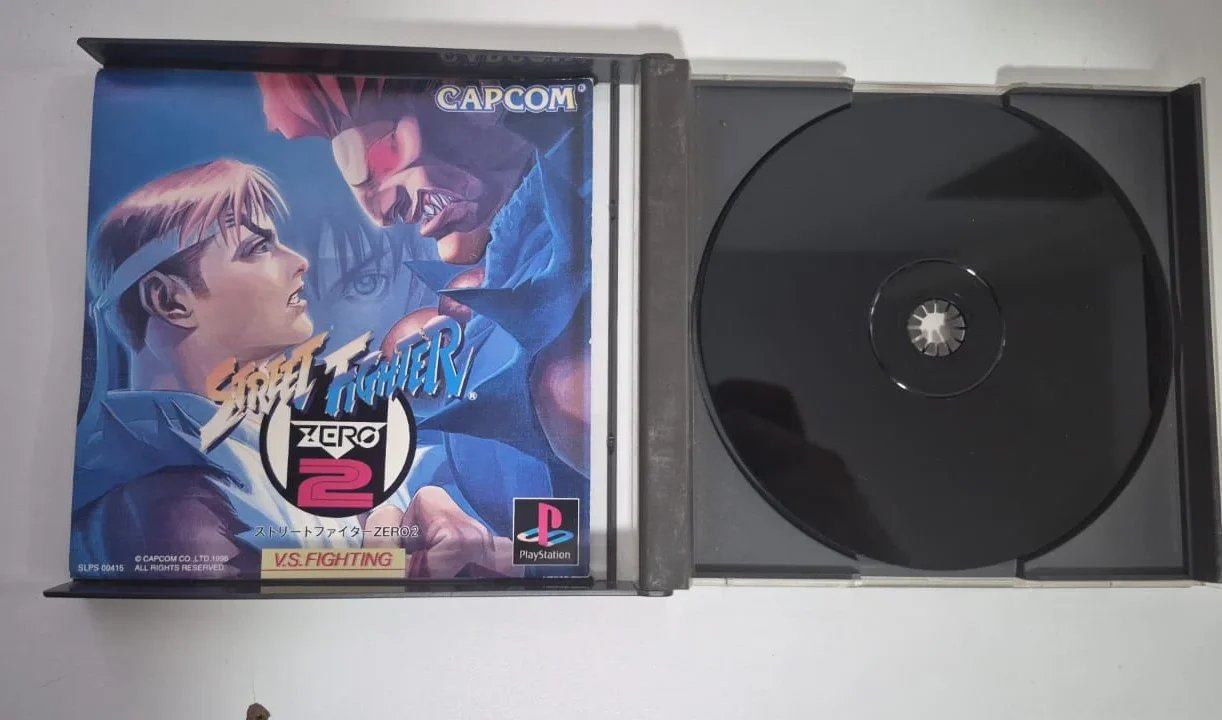 CAPCOM®
STREET FIGHTER®
ZERO
2
ストリートファイターZERO2
V.S.FIGHTING
© CAPCOM CO.,LTD.1996
SLPS 00415 ALL RIGHTS RESERVED
PlayStation